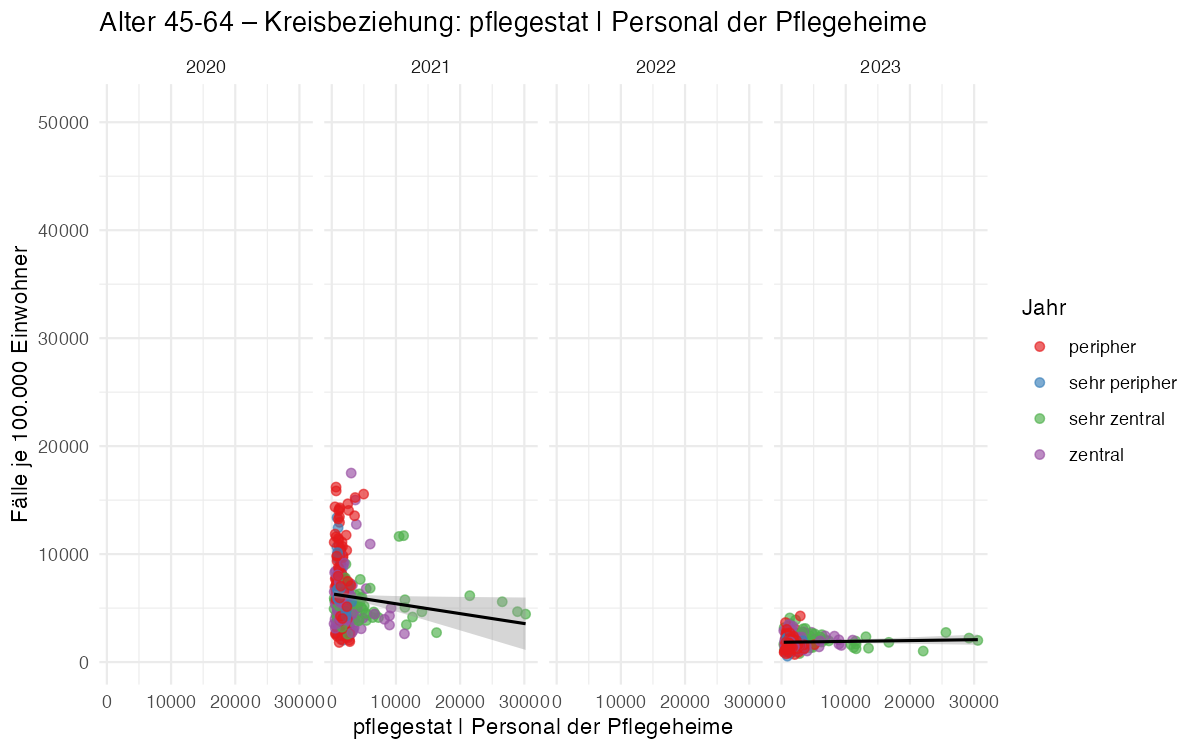 Alter 45-64 – Kreisbeziehung: pflegestat | Personal der Pflegeheime
2020 2021 2022 2023
50000
40000
30000
20000
10000
0
Fälle je 100.000 Einwohner
0 10000 20000 30000 0 10000 20000 30000 0 10000 20000 30000 0 10000 20000 30000
pflegestat | Personal der Pflegeheime
Jahr
peripher
sehr peripher
sehr zentral
zentral